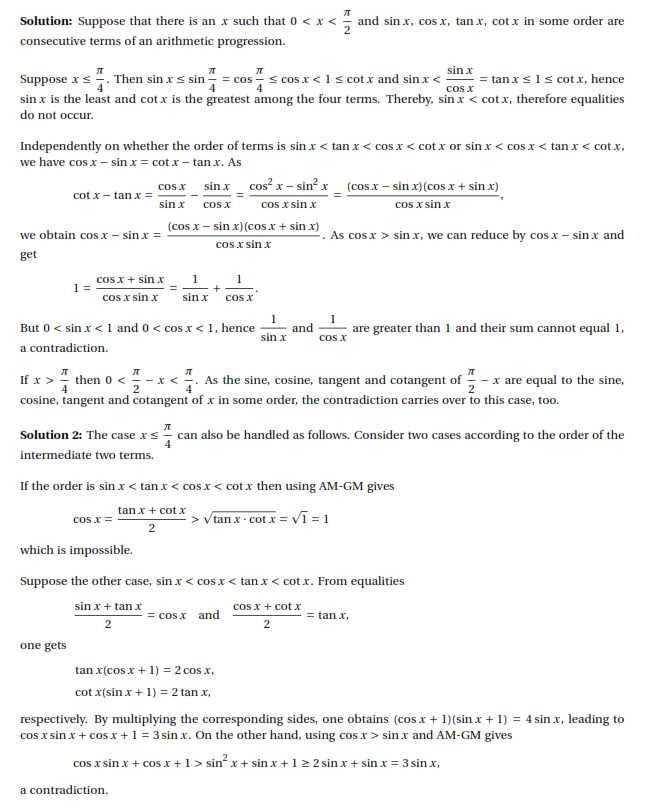 Solution: Suppose that there is an x such that 0 < x < π/2 and sin x, cos x, tan x, cot x in some order are
consecutive terms of an arithmetic progression.
Suppose x ≤ π/4. Then sin x ≤ sin π/4 = cos π/4 ≤ cos x < 1 ≤ cot x and sin x < sin x/cos x = tan x ≤ 1 ≤ cot x, hence
sin x is the least and cot x is the greatest among the four terms. Thereby, sin x < cot x, therefore equalities
do not occur.
Independently on whether the order of terms is sin x < tan x < cos x < cot x or sin x < cos x < tan x < cot x,
we have cos x − sin x = cot x − tan x. As
cot x − tan x = cos x/sin x − sin x/cos x = (cos² x − sin² x)/(cos x sin x) = (cos x − sin x)(cos x + sin x)/(cos x sin x),
we obtain cos x − sin x = (cos x − sin x)(cos x + sin x)/(cos x sin x). As cos x > sin x, we can reduce by cos x − sin x and
get
1 = (cos x + sin x)/(cos x sin x) = 1/sin x + 1/cos x.
But 0 < sin x < 1 and 0 < cos x < 1, hence 1/sin x and 1/cos x are greater than 1 and their sum cannot equal 1,
a contradiction.
If x > π/4 then 0 < π/2 − x < π/4. As the sine, cosine, tangent and cotangent of π/2 − x are equal to the sine,
cosine, tangent and cotangent of x in some order, the contradiction carries over to this case, too.
Solution 2: The case x ≤ π/4 can also be handled as follows. Consider two cases according to the order of the
intermediate two terms.
If the order is sin x < tan x < cos x < cot x then using AM-GM gives
cos x = (tan x + cot x)/2 > √(tan x · cot x) = √1 = 1
which is impossible.
Suppose the other case, sin x < cos x < tan x < cot x. From equalities
(sin x + tan x)/2 = cos x and (cos x + cot x)/2 = tan x,
one gets
tan x(cos x + 1) = 2 cos x,
cot x(sin x + 1) = 2 tan x,
respectively. By multiplying the corresponding sides, one obtains (cos x + 1)(sin x + 1) = 4 sin x, leading to
cos x sin x + cos x + 1 = 3 sin x. On the other hand, using cos x > sin x and AM-GM gives
cos x sin x + cos x + 1 > sin² x + sin x + 1 ≥ 2 sin x + sin x = 3 sin x,
a contradiction.